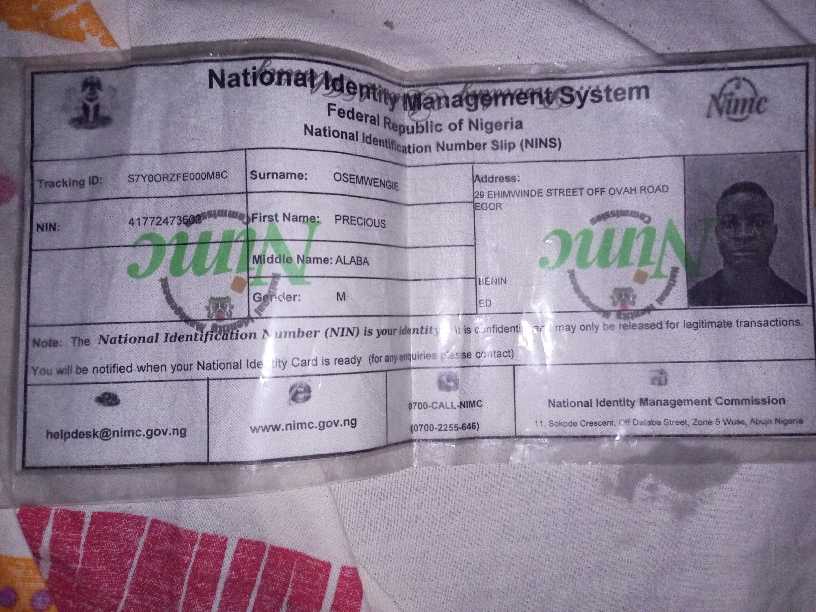 National Identity Management System
Federal Republic of Nigeria
National Identification Number Slip (NINS)
Nimc
Tracking ID: S7Y0ORZFE000M8C
Surname: OSEMWENGIE
Address:
29 EHIMWINDE STREET OFF OVAH ROAD
EGOR
NIN:
First Name: PRECIOUS
Middle Name: ALABA
Gender: M
BENIN
ED
Nimc
Nimc
Note: The National Identification Number (NIN) is your identity. It is confidential and may only be released for legitimate transactions.
You will be notified when your National Identity Card is ready (for any enquiries please contact)
helpdesk@nimc.gov.ng
www.nimc.gov.ng
0700-CALL-NIMC
(0700-2255-646)
National Identity Management Commission
11, Sokode Crescent, Off Dalaba Street, Zone 5 Wuse, Abuja Nigeria